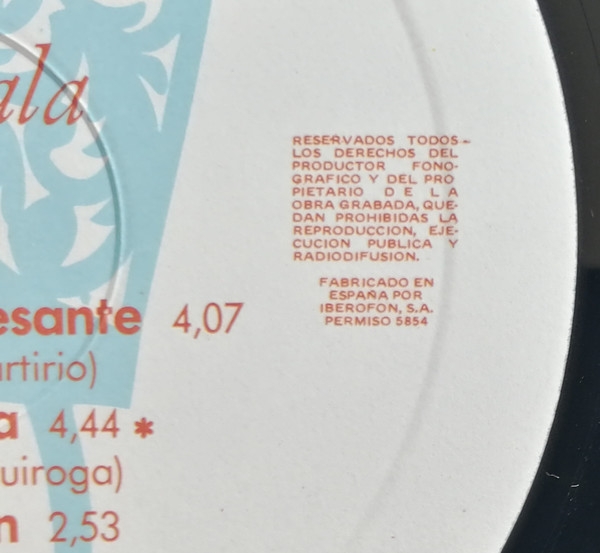 ala
RESERVADOS TODOS
LOS DERECHOS DEL
PRODUCTOR FONO-
GRAFICO Y DEL PRO
PIETARIO DE LA
OBRA GRABADA, QUE-
DAN PROHIBIDAS LA
REPRODUCCION, EJE-
CUCION PUBLICA Y
RADIODIFUSION.
FABRICADO EN
ESPAÑA POR
IBEROFON, S.A.
PERMISO 5854
esante 4,07
artirio)
a 4,44 *
uiroga)
n 2,53